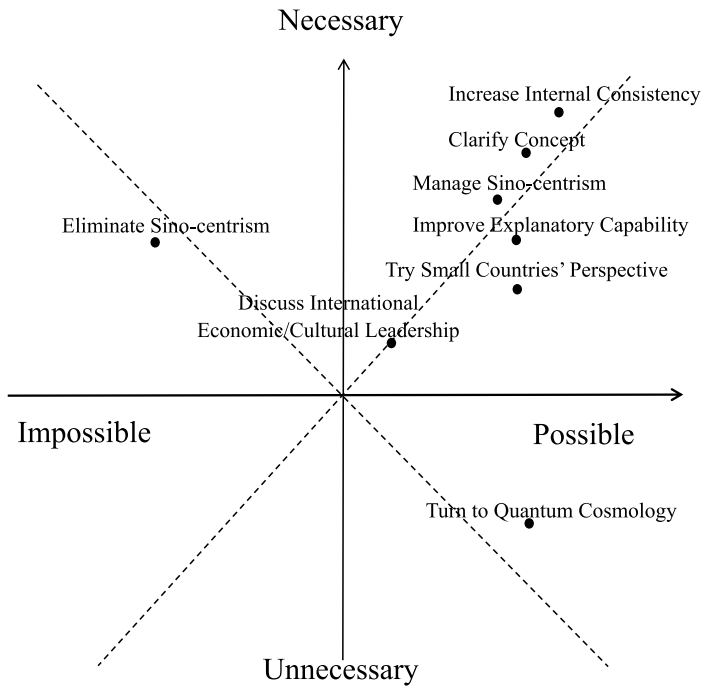 Necessary
Increase Internal Consistency
Clarify Concept
Manage Sino-centrism
Eliminate Sino-centrism
Improve Explanatory Capability
Try Small Countries’ Perspective
Discuss International
Economic/Cultural Leadership
Impossible
Possible
Turn to Quantum Cosmology
Unnecessary